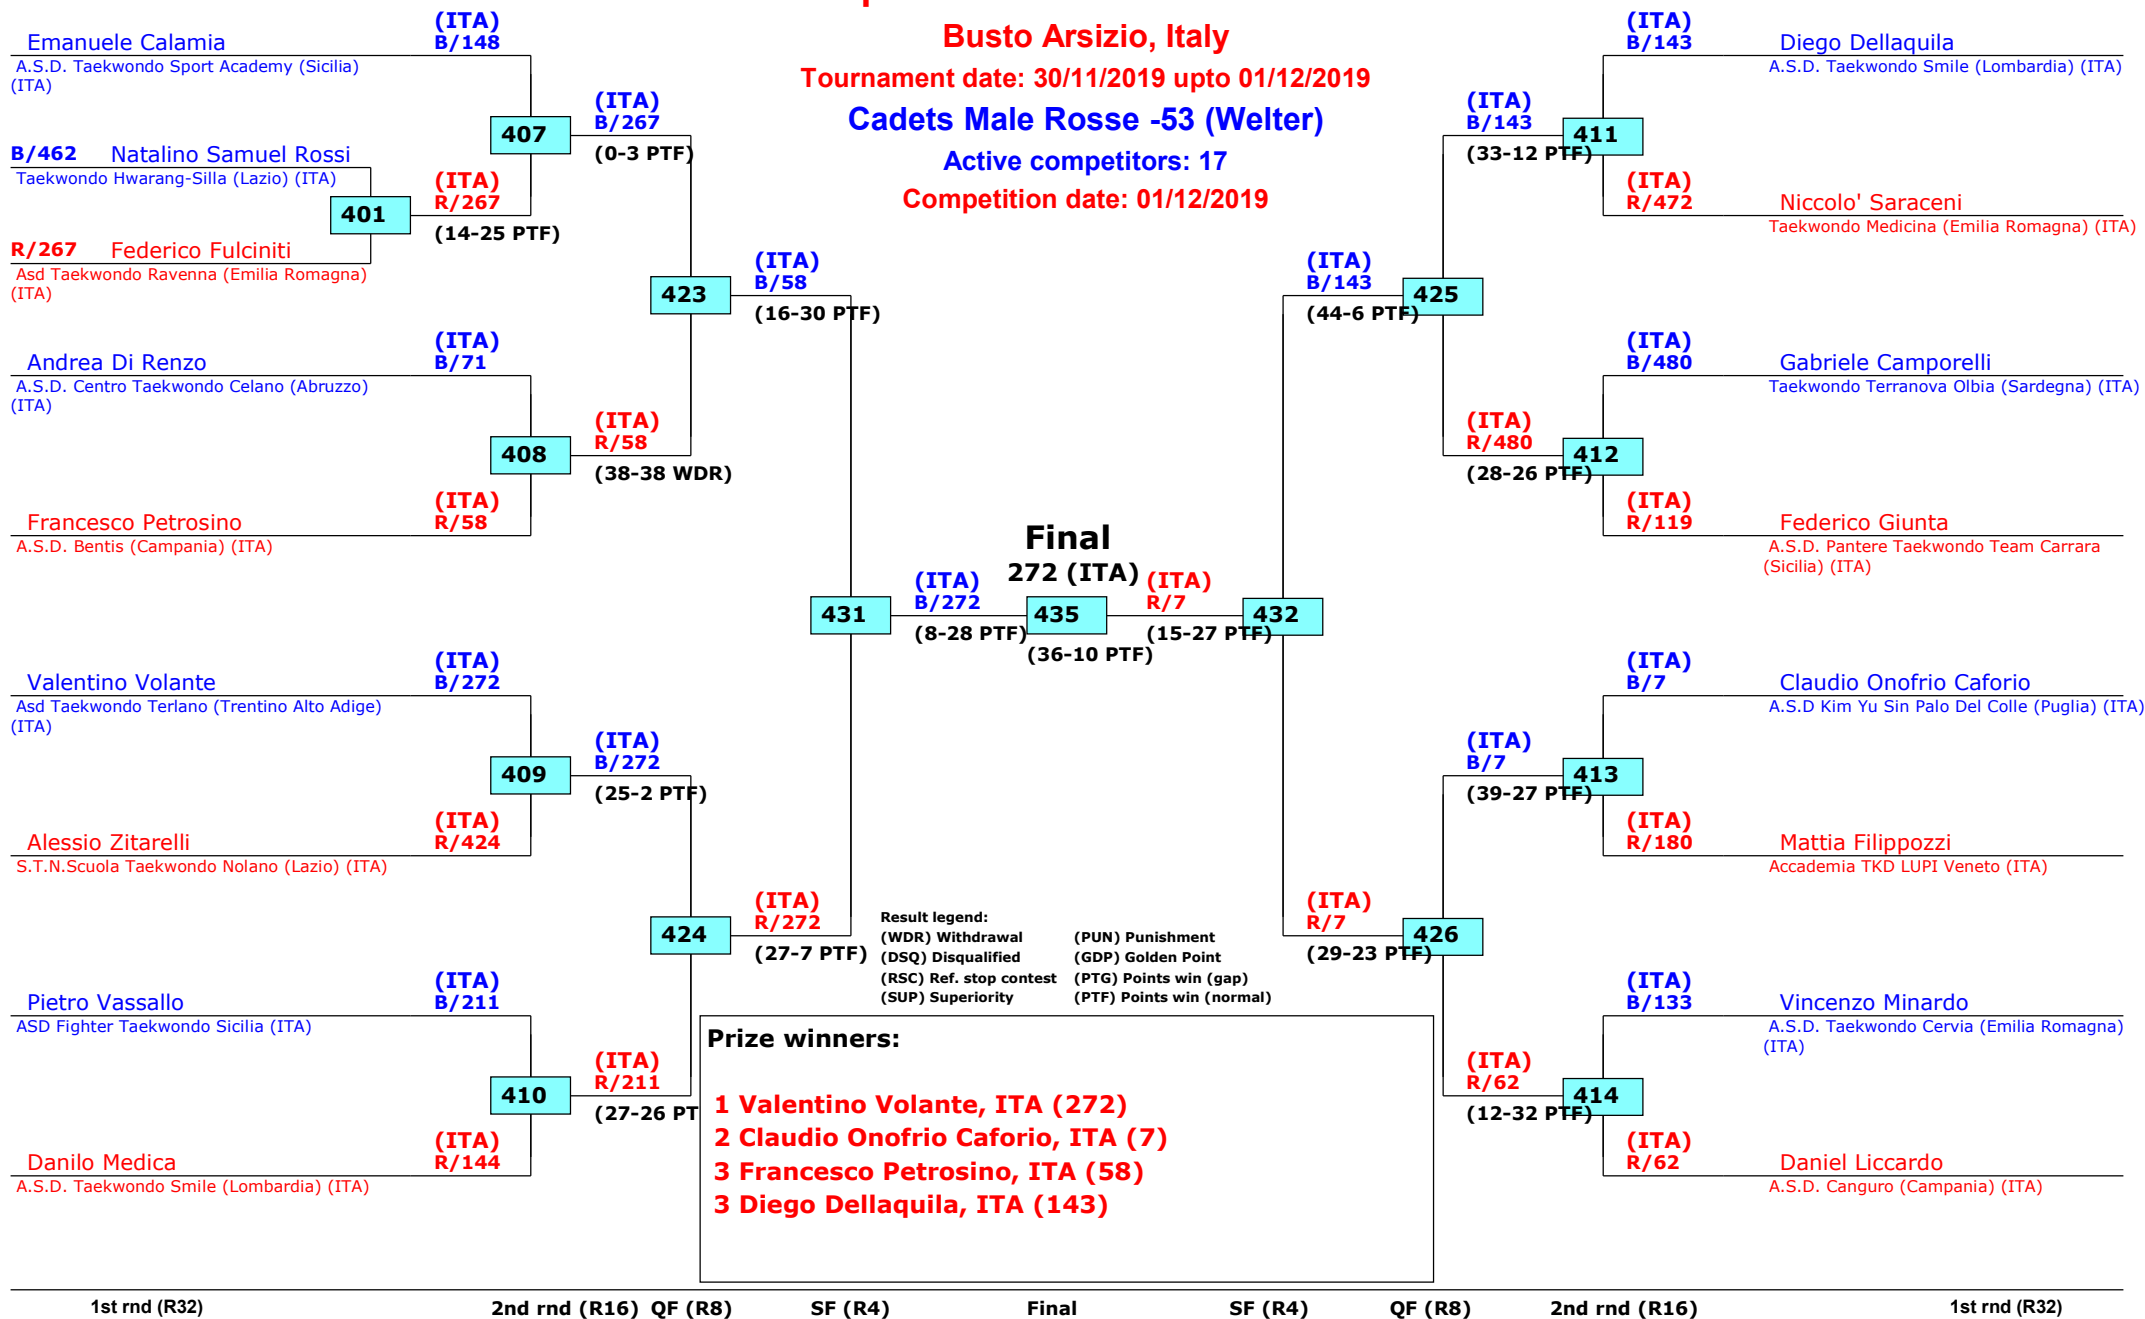 Busto Arsizio, Italy
Tournament date: 30/11/2019 upto 01/12/2019
Cadets Male Rosse -53 (Welter)
Active competitors: 17
Competition date: 01/12/2019
(ITA)
Emanuele Calamia B/148
A.S.D. Taekwondo Sport Academy (Sicilia)
(ITA)
(ITA)
B/267
407
(0-3 PTF)
B/462 Natalino Samuel Rossi
Taekwondo Hwarang-Silla (Lazio) (ITA)
(ITA)
R/267
401
(14-25 PTF)
R/267 Federico Fulciniti
Asd Taekwondo Ravenna (Emilia Romagna)
(ITA)
(ITA)
B/58
423
(16-30 PTF)
(ITA)
Andrea Di Renzo B/71
A.S.D. Centro Taekwondo Celano (Abruzzo)
(ITA)
(ITA)
R/58
408
(38-38 WDR)
(ITA)
Francesco Petrosino R/58
A.S.D. Bentis (Campania) (ITA)
(ITA)
B/272
431
(8-28 PTF)
(ITA)
Valentino Volante B/272
Asd Taekwondo Terlano (Trentino Alto Adige)
(ITA)
(ITA)
B/272
409
(25-2 PTF)
(ITA)
Alessio Zitarelli R/424
S.T.N.Scuola Taekwondo Nolano (Lazio) (ITA)
(ITA)
R/272
424
(27-7 PTF)
(ITA)
Pietro Vassallo B/211
ASD Fighter Taekwondo Sicilia (ITA)
(ITA)
R/211
410
(27-26 PT
(ITA)
Danilo Medica R/144
A.S.D. Taekwondo Smile (Lombardia) (ITA)
Final
272 (ITA)
435
(36-10 PTF)
(ITA)
R/7
432
(15-27 PTF)
(ITA)
B/143 Diego Dellaquila
A.S.D. Taekwondo Smile (Lombardia) (ITA)
(ITA)
B/143
411
(33-12 PTF)
(ITA)
R/472 Niccolo' Saraceni
Taekwondo Medicina (Emilia Romagna) (ITA)
(ITA)
B/143
425
(44-6 PTF)
(ITA)
B/480 Gabriele Camporelli
Taekwondo Terranova Olbia (Sardegna) (ITA)
(ITA)
R/480
412
(28-26 PTF)
(ITA)
R/119 Federico Giunta
A.S.D. Pantere Taekwondo Team Carrara
(Sicilia) (ITA)
(ITA)
B/7 Claudio Onofrio Caforio
A.S.D Kim Yu Sin Palo Del Colle (Puglia) (ITA)
(ITA)
B/7
413
(39-27 PTF)
(ITA)
R/180 Mattia Filippozzi
Accademia TKD LUPI Veneto (ITA)
(ITA)
R/7
426
(29-23 PTF)
(ITA)
B/133 Vincenzo Minardo
A.S.D. Taekwondo Cervia (Emilia Romagna)
(ITA)
(ITA)
R/62
414
(12-32 PTF)
(ITA)
R/62 Daniel Liccardo
A.S.D. Canguro (Campania) (ITA)
Result legend:
(WDR) Withdrawal (PUN) Punishment
(DSQ) Disqualified (GDP) Golden Point
(RSC) Ref. stop contest (PTG) Points win (gap)
(SUP) Superiority (PTF) Points win (normal)
Prize winners:
1 Valentino Volante, ITA (272)
2 Claudio Onofrio Caforio, ITA (7)
3 Francesco Petrosino, ITA (58)
3 Diego Dellaquila, ITA (143)
1st rnd (R32) 2nd rnd (R16) QF (R8) SF (R4) Final SF (R4) QF (R8) 2nd rnd (R16) 1st rnd (R32)